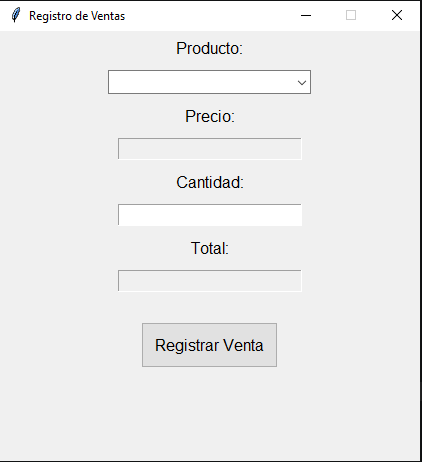 Registro de Ventas
Producto:
Precio:
Cantidad:
Total:
Registrar Venta